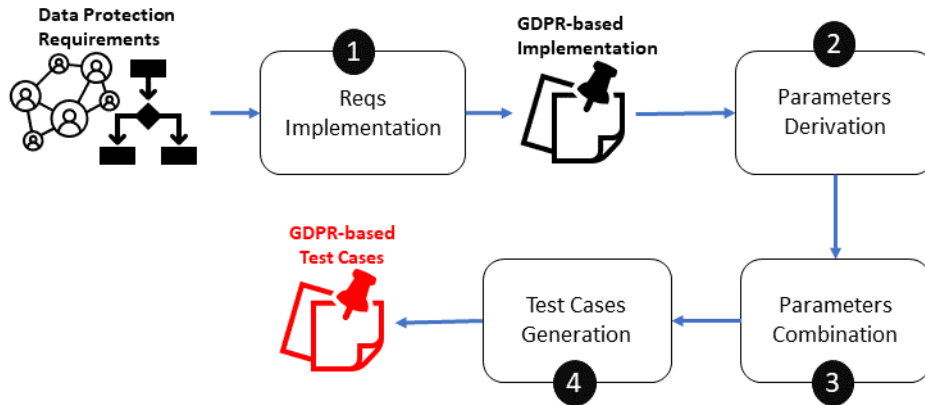 Data Protection
Requirements
1
Reqs
Implementation
GDPR-based
Implementation
2
Parameters
Derivation
Parameters
Combination
3
Test Cases
Generation
4
GDPR-based
Test Cases